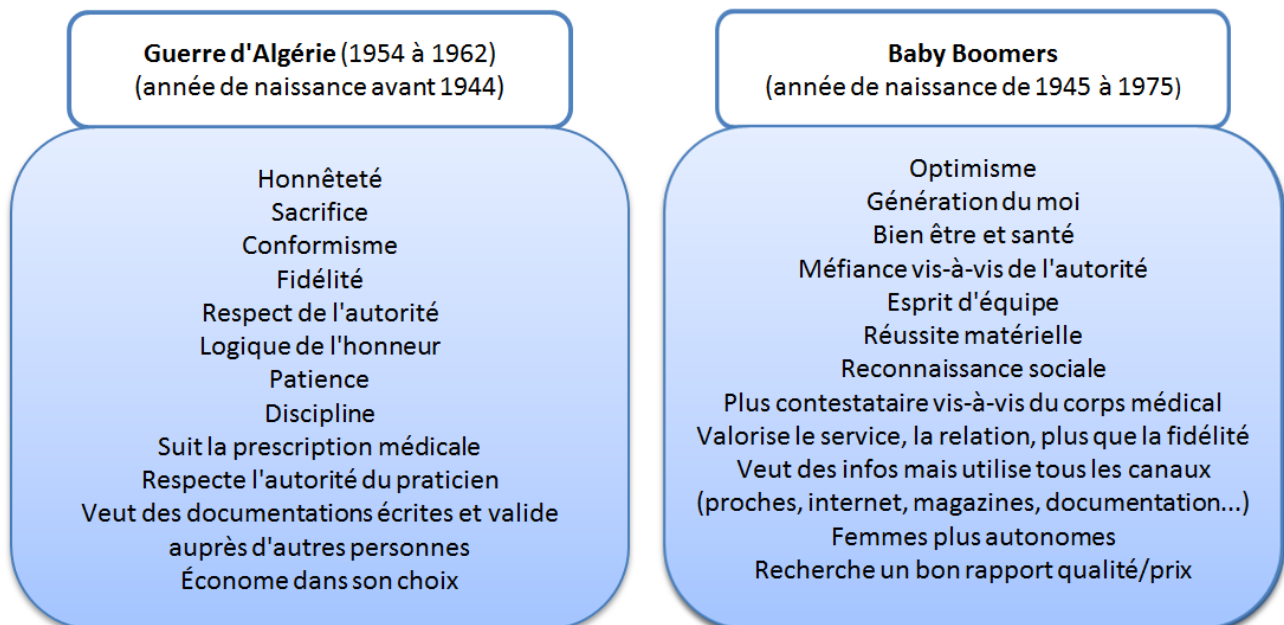 Guerre d'Algérie (1954 à 1962)
(année de naissance avant 1944)
Honnêteté
Sacrifice
Conformisme
Fidélité
Respect de l'autorité
Logique de l'honneur
Patience
Discipline
Suit la prescription médicale
Respecte l'autorité du praticien
Veut des documentations écrites et valide
auprès d'autres personnes
Économe dans son choix
Baby Boomers
(année de naissance de 1945 à 1975)
Optimisme
Génération du moi
Bien être et santé
Méfiance vis-à-vis de l'autorité
Esprit d'équipe
Réussite matérielle
Reconnaissance sociale
Plus contestataire vis-à-vis du corps médical
Valorise le service, la relation, plus que la fidélité
Veut des infos mais utilise tous les canaux
(proches, internet, magazines, documentation...)
Femmes plus autonomes
Recherche un bon rapport qualité/prix